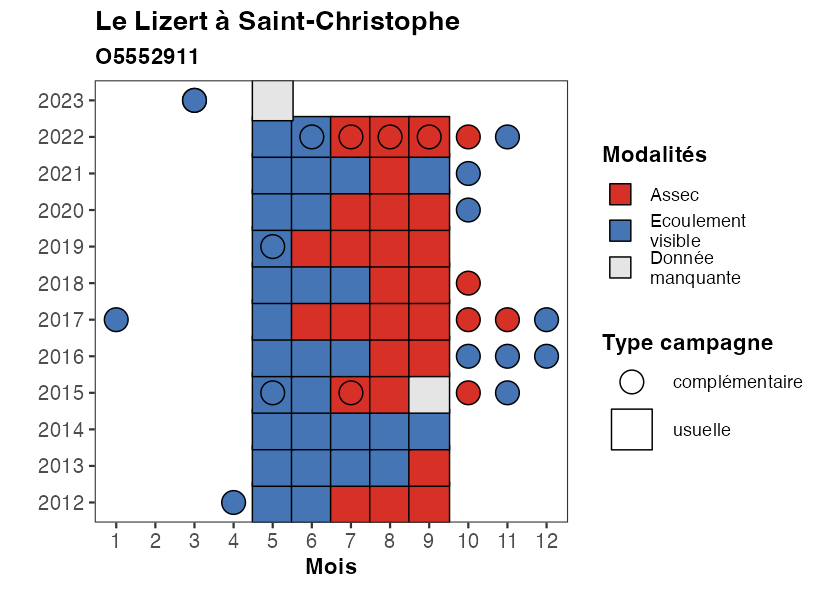 Le Lizert à Saint-Christophe
O5552911
2023
2022
2021
2020
2019
2018
2017
2016
2015
2014
2013
2012
1 2 3 4 5 6 7 8 9 10 11 12
Mois
Modalités
Assec
Ecoulement
visible
Donnée
manquante
Type campagne
complémentaire
usuelle